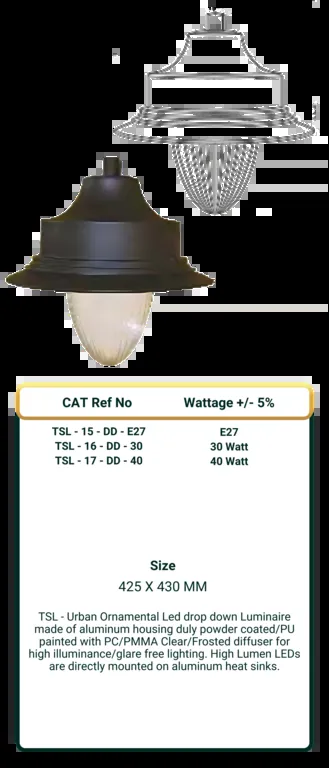 CAT Ref No Wattage +/- 5%
TSL - 15 - DD - E27 E27
TSL - 16 - DD - 30 30 Watt
TSL - 17 - DD - 40 40 Watt
Size
425 X 430 MM
TSL - Urban Ornamental Led drop down Luminaire
made of aluminum housing duly powder coated/PU
painted with PC/PMMA Clear/Frosted diffuser for
high illuminance/glare free lighting. High Lumen LEDs
are directly mounted on aluminum heat sinks.